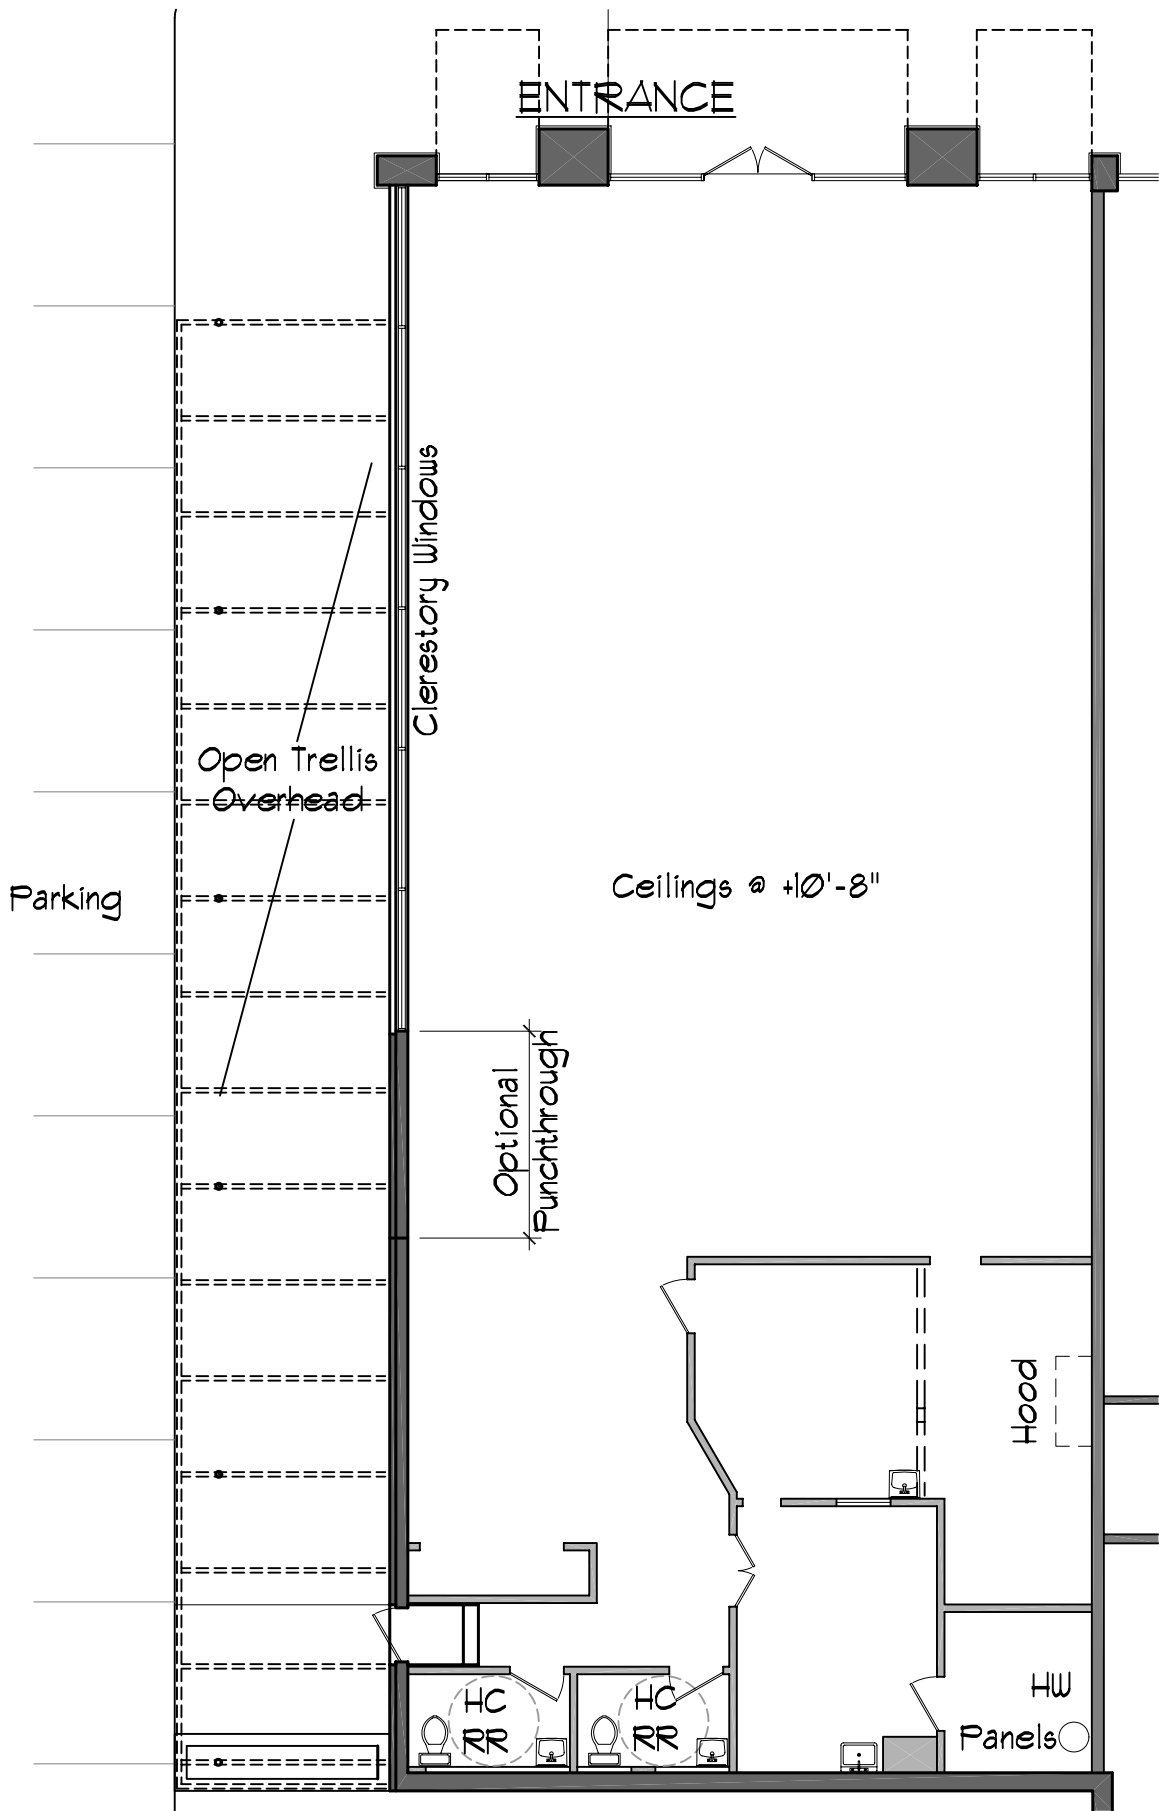 ENTRANCE
Clerestory Windows
Open Trellis
Overhead
Parking
Ceilings @ +10'-8"
Optional
Punchthrough
Hood
HC
RR
HC
RR
HW
Panels